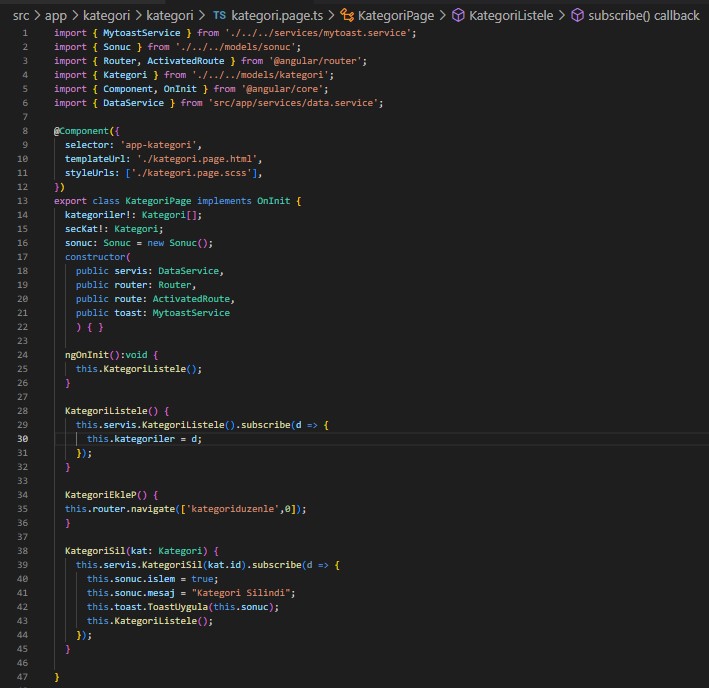 src > app > kategori > kategori > TS kategori.page.ts > KategoriPage > KategoriListele > subscribe() callback
1 import { MytoastService } from './../../services/mytoast.service';
2 import { Sonuc } from './../../models/sonuc';
3 import { Router, ActivatedRoute } from '@angular/router';
4 import { Kategori } from './../../models/kategori';
5 import { Component, OnInit } from '@angular/core';
6 import { DataService } from 'src/app/services/data.service';
7
8 @Component({
9   selector: 'app-kategori',
10   templateUrl: './kategori.page.html',
11   styleUrls: ['./kategori.page.scss'],
12 })
13 export class KategoriPage implements OnInit {
14   kategoriler!: Kategori[];
15   secKat!: Kategori;
16   sonuc: Sonuc = new Sonuc();
17   constructor(
18     public servis: DataService,
19     public router: Router,
20     public route: ActivatedRoute,
21     public toast: MytoastService
22     ) { }
23
24   ngOnInit():void {
25     this.KategoriListele();
26   }
27
28   KategoriListele() {
29     this.servis.KategoriListele().subscribe(d => {
30       this.kategoriler = d;
31     });
32   }
33
34   KategoriEkleP() {
35   this.router.navigate(['kategoriduzenle',0]);
36   }
37
38   KategoriSil(kat: Kategori) {
39     this.servis.KategoriSil(kat.id).subscribe(d => {
40       this.sonuc.islem = true;
41       this.sonuc.mesaj = "Kategori Silindi";
42       this.toast.ToastUygula(this.sonuc);
43       this.KategoriListele();
44     });
45   }
46
47 }